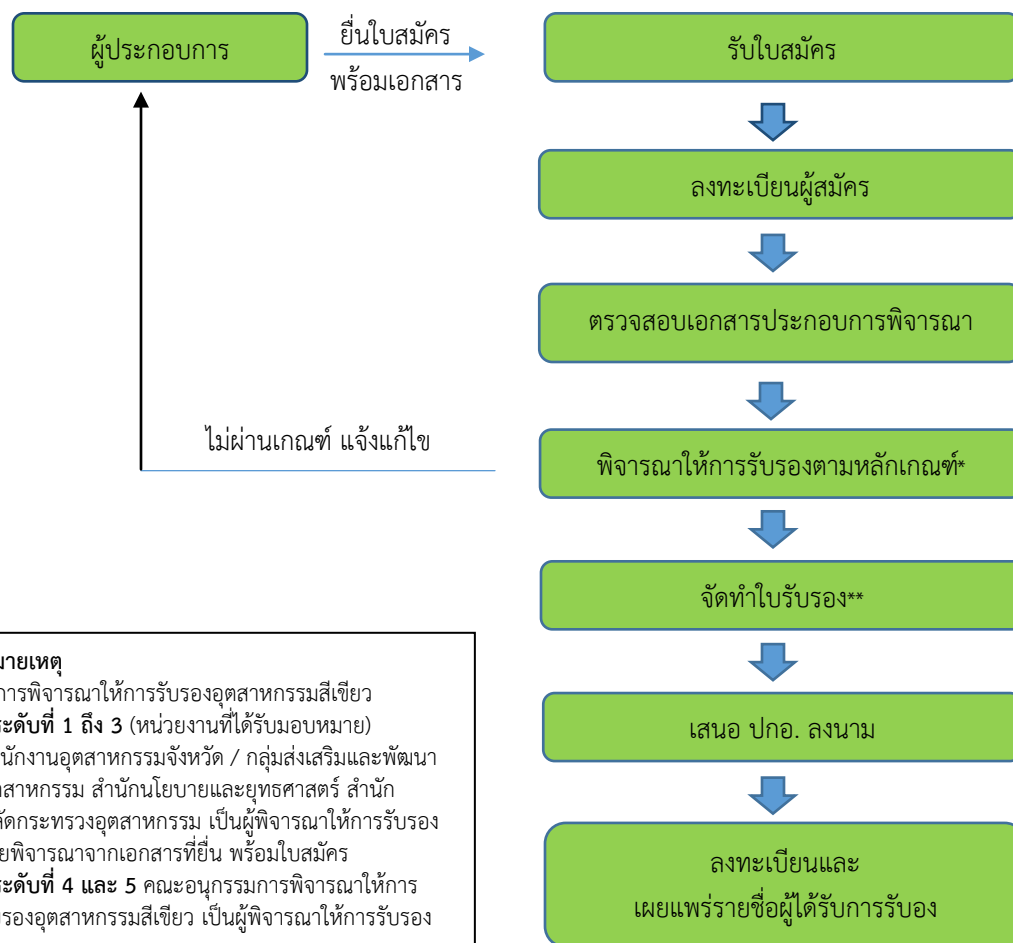 ผู้ประกอบการ
ยื่นใบสมัคร
พร้อมเอกสาร
รับใบสมัคร
ลงทะเบียนผู้สมัคร
ตรวจสอบเอกสารประกอบการพิจารณา
ไม่ผ่านเกณฑ์ แจ้งแก้ไข
พิจารณาให้การรับรองตามหลักเกณฑ์*
จัดทำใบรับรอง**
เสนอ ปกอ. ลงนาม
ลงทะเบียนและ
เผยแพร่รายชื่อผู้ได้รับการรับอง
มายเหตุ
การพิจารณาให้การรับรองอุตสาหกรรมสีเขียว
ระดับที่ 1 ถึง 3 (หน่วยงานที่ได้รับมอบหมาย)
นักงานอุตสาหกรรมจังหวัด / กลุ่มส่งเสริมและพัฒนา
สาหกรรม สำนักนโยบายและยุทธศาสตร์ สำนัก
ลัดกระทรวงอุตสาหกรรม เป็นผู้พิจารณาให้การรับรอง
ยพิจารณาจากเอกสารที่ยื่น พร้อมใบสมัคร
ระดับที่ 4 และ 5 คณะอนุกรรมการพิจารณาให้การ
บรองอุตสาหกรรมสีเขียว เป็นผู้พิจารณาให้การรับรอง